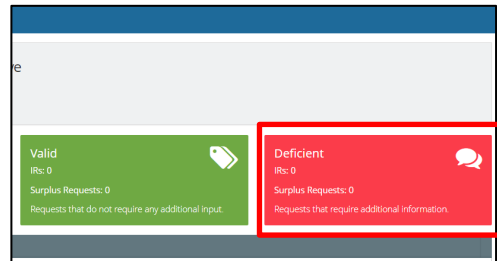 Valid
IRs: 0
Surplus Requests: 0
Requests that do not require any additional input.
Deficient
IRs: 0
Surplus Requests: 0
Requests that require additional information.